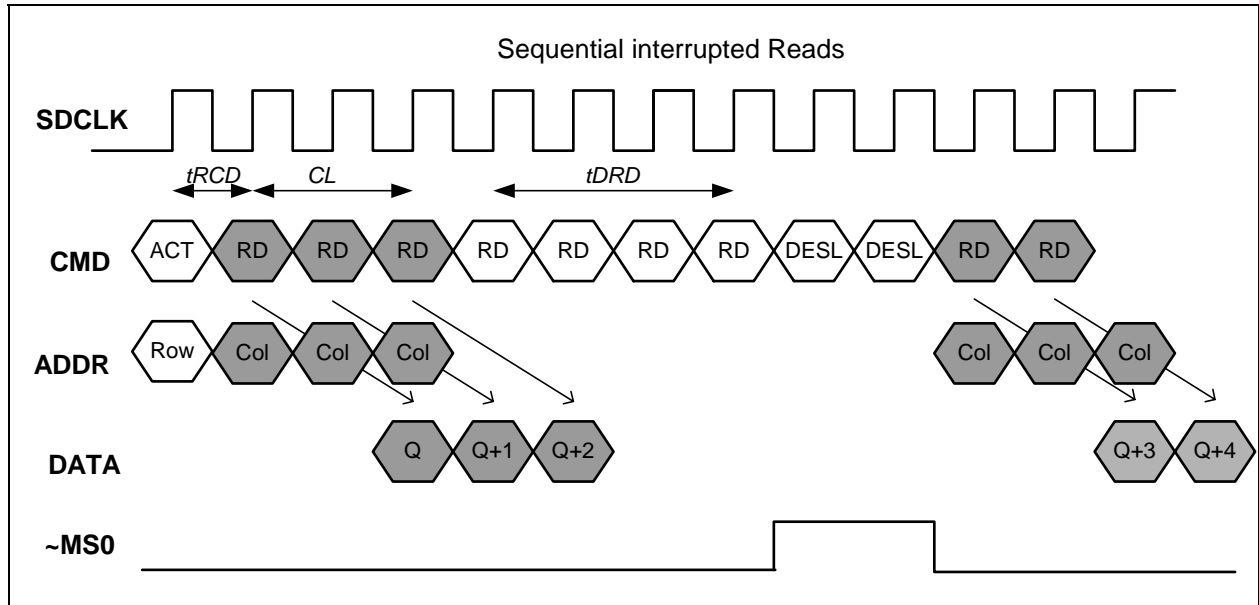 Sequential interrupted Reads
SDCLK
tRCD CL tDRD
CMD ACT RD RD RD RD RD RD RD DESL DESL RD RD
ADDR Row Col Col Col Col Col Col
DATA Q Q+1 Q+2 Q+3 Q+4
~MS0